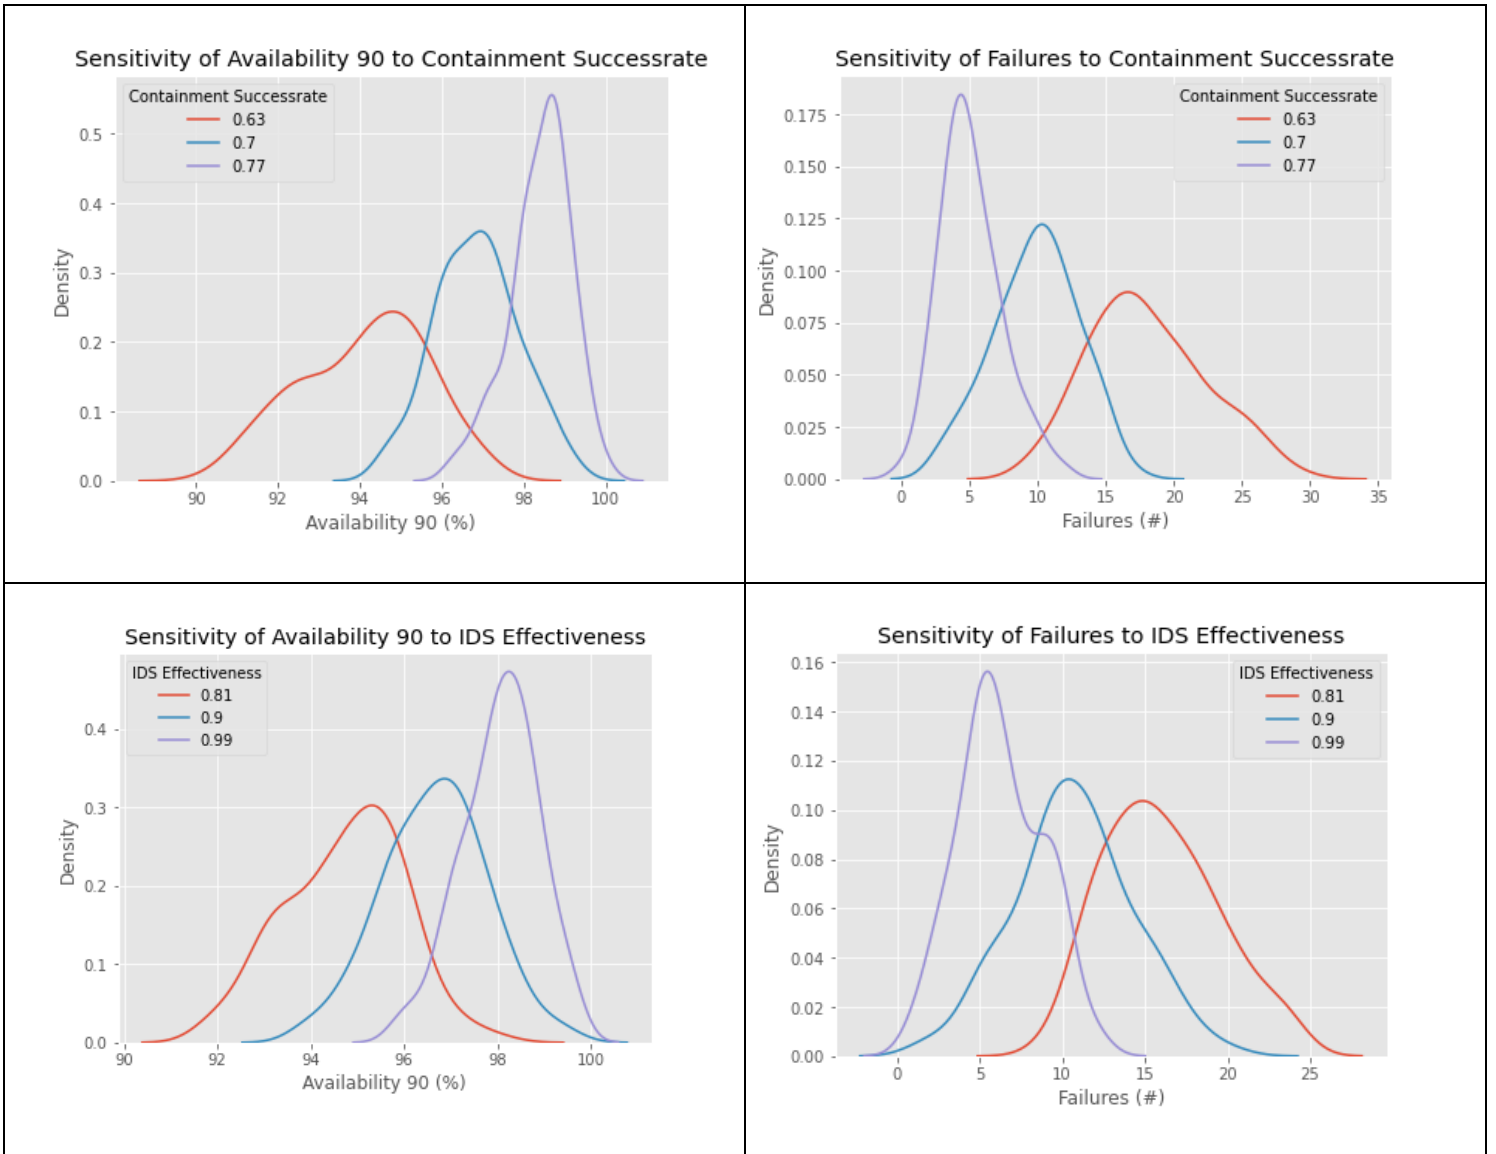 Sensitivity of Availability 90 to Containment Successrate
Containment Successrate
0.63
0.7
0.77
Density
0.5
0.4
0.3
0.2
0.1
0.0
90 92 94 96 98 100
Availability 90 (%)
Sensitivity of Failures to Containment Successrate
Containment Successrate
0.63
0.7
0.77
Density
0.175
0.150
0.125
0.100
0.075
0.050
0.025
0.000
0 5 10 15 20 25 30 35
Failures (#)
Sensitivity of Availability 90 to IDS Effectiveness
IDS Effectiveness
0.81
0.9
0.99
Density
0.4
0.3
0.2
0.1
0.0
90 92 94 96 98 100
Availability 90 (%)
Sensitivity of Failures to IDS Effectiveness
IDS Effectiveness
0.81
0.9
0.99
Density
0.16
0.14
0.12
0.10
0.08
0.06
0.04
0.02
0.00
0 5 10 15 20 25
Failures (#)